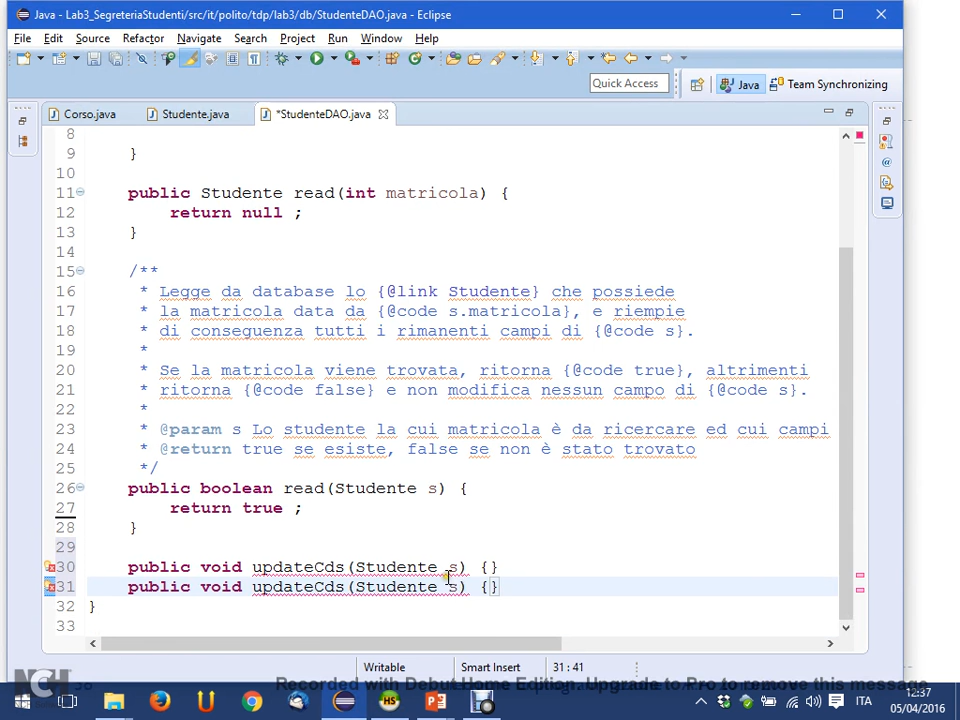 Java - Lab3_SegreteriaStudenti/src/it/polito/tdp/lab3/db/StudenteDAO.java - Eclipse
File Edit Source Refactor Navigate Search Project Run Window Help
Quick Access Java Team Synchronizing
Corso.java Studente.java *StudenteDAO.java
8
9 }
10
11 public Studente read(int matricola) {
12 return null ;
13 }
14
15 /**
16 * Legge da database lo {@link Studente} che possiede
17 * la matricola data da {@code s.matricola}, e riempie
18 * di conseguenza tutti i rimanenti campi di {@code s}.
19 *
20 * Se la matricola viene trovata, ritorna {@code true}, altrimenti
21 * ritorna {@code false} e non modifica nessun campo di {@code s}.
22 *
23 * @param s Lo studente la cui matricola è da ricercare ed cui campi
24 * @return true se esiste, false se non è stato trovato
25 */
26 public boolean read(Studente s) {
27 return true ;
28 }
29
30 public void updateCds(Studente s) {}
31 public void updateCds(Studente s) {}
32 }
33
Writable Smart Insert 31 : 41
Recorded with Debut Home Edition. Upgrade to Pro to remove this message
NCH
ITA 12:37
05/04/2016